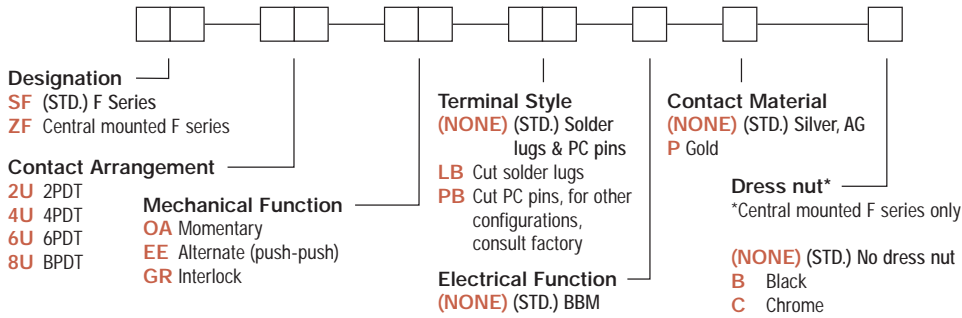 Designation
SF (STD.) F Series
ZF Central mounted F series
Contact Arrangement
2U 2PDT
4U 4PDT
6U 6PDT
8U BPDT
Mechanical Function
OA Momentary
EE Alternate (push-push)
GR Interlock
Terminal Style
(NONE) (STD.) Solder
lugs & PC pins
LB Cut solder lugs
PB Cut PC pins, for other
configurations,
consult factory
Electrical Function
(NONE) (STD.) BBM
Contact Material
(NONE) (STD.) Silver, AG
P Gold
Dress nut*
*Central mounted F series only
(NONE) (STD.) No dress nut
B Black
C Chrome